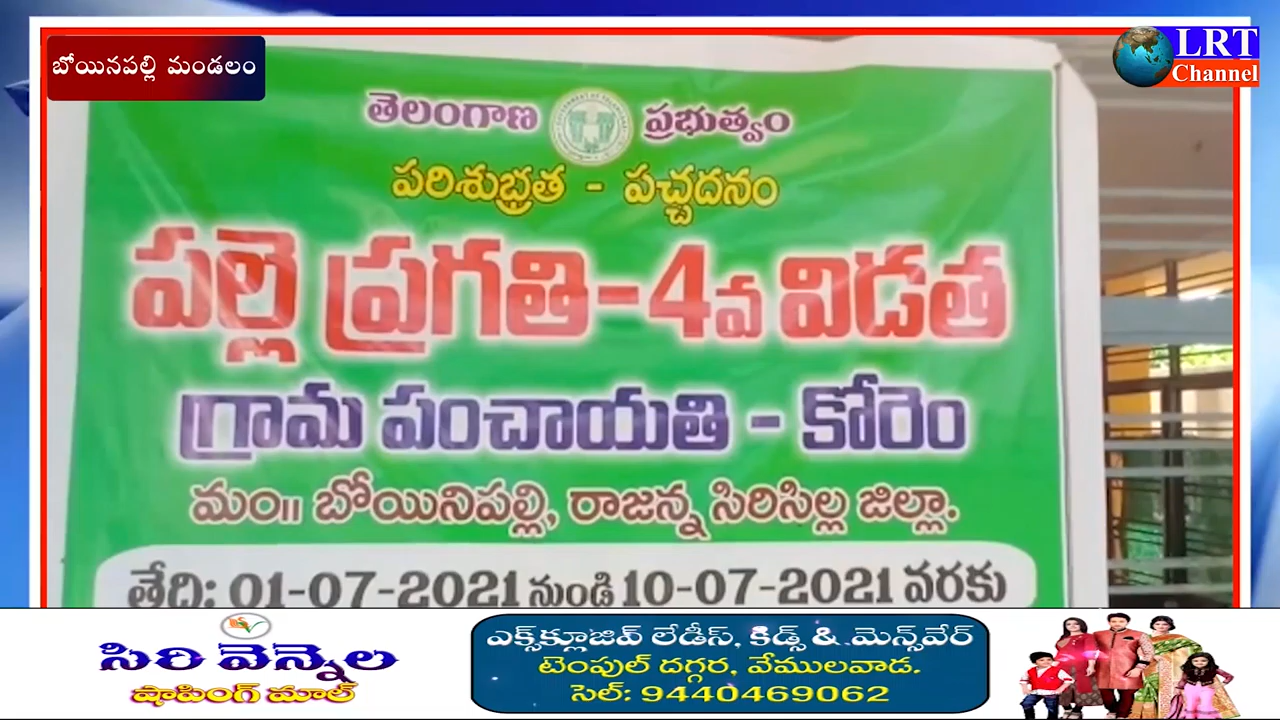 బోయినపల్లి మండలం
LRT
Channel
తెలంగాణ ప్రభుత్వం
పరిశుభ్రత - పచ్చదనం
పల్లె ప్రగతి-4వ విడత
గ్రామ పంచాయతి - కోరెం
మం॥ బోయినిపల్లి, రాజన్న సిరిసిల్ల జిల్లా.
తేది: 01-07-2021 నుండి 10-07-2021 వరకు
సిరి వెన్నెల
షాపింగ్ మాల్
ఎక్స్‌క్లూజివ్ లేడీస్, కిడ్స్ & మెన్స్‌వేర్
టెంపుల్ దగ్గర, వేములవాడ.
సెల్: 9440469062